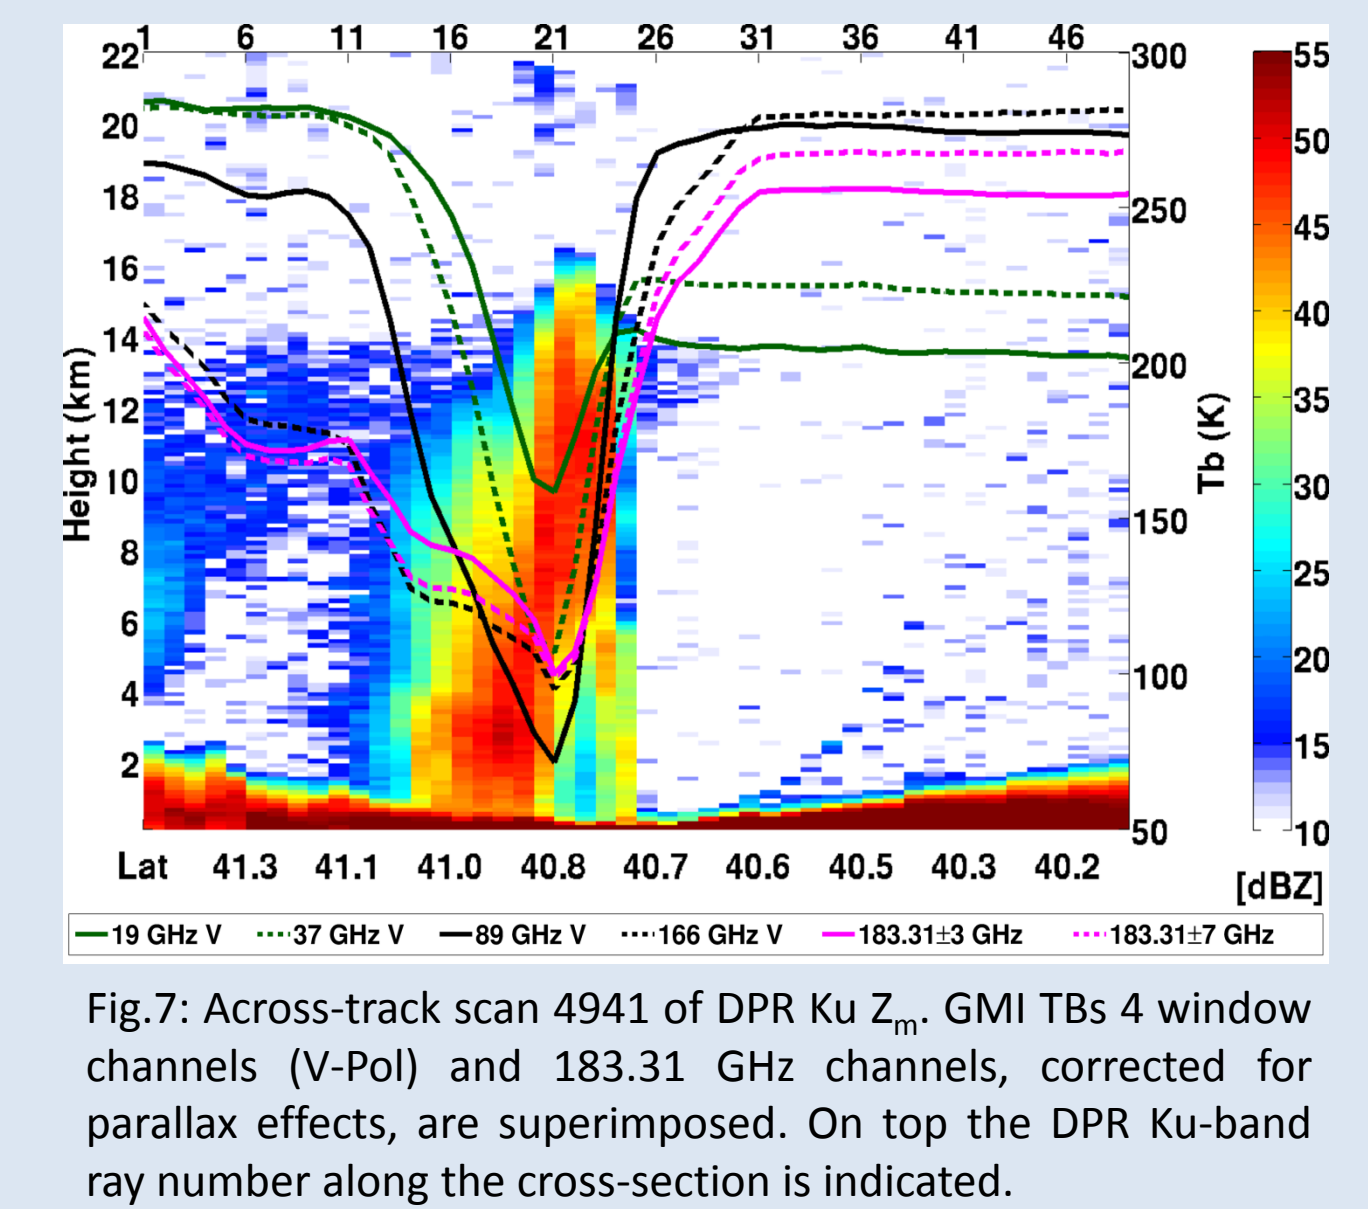 1 6 11 16 21 26 31 36 41 46
22 20 18 16 14 12 10 8 6 4 2
Height (km)
300 250 200 150 100 50
Tb (K)
55 50 45 40 35 30 25 20 15 10
[dBZ]
Lat 41.3 41.1 41.0 40.8 40.7 40.6 40.5 40.3 40.2
19 GHz V 37 GHz V 89 GHz V 166 GHz V 183.31±3 GHz 183.31±7 GHz
Fig.7: Across-track scan 4941 of DPR Ku Zm. GMI TBs 4 window
channels (V-Pol) and 183.31 GHz channels, corrected for
parallax effects, are superimposed. On top the DPR Ku-band
ray number along the cross-section is indicated.